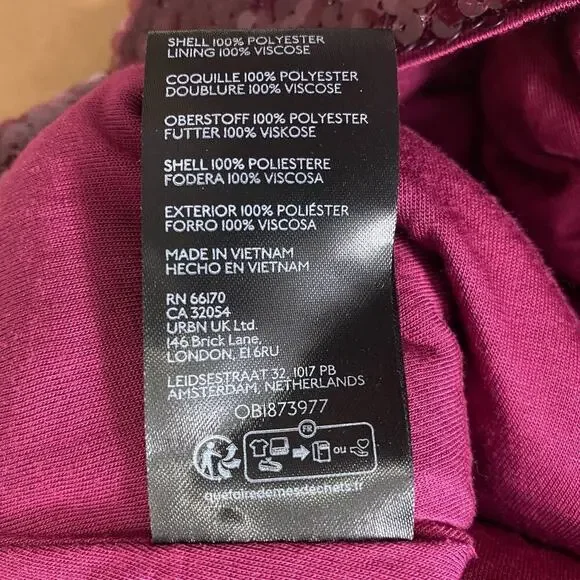 SHELL 100% POLYESTER
LINING 100% VISCOSE
COQUILLE 100% POLYESTER
DOUBLURE 100% VISCOSE
OBERSTOFF 100% POLYESTER
FUTTER 100% VISKOSE
SHELL 100% POLIESTERE
FODERA 100% VISCOSA
EXTERIOR 100% POLIÉSTER
FORRO 100% VISCOSA
MADE IN VIETNAM
HECHO EN VIETNAM
RN 66170
CA 32054
URBN UK Ltd.
146 Brick Lane,
LONDON, E1 6RU
LEIDSESTRAAT 32, 1017 PB
AMSTERDAM, NETHERLANDS
OB1873977
FR
ou
quefairedemesdechets.fr